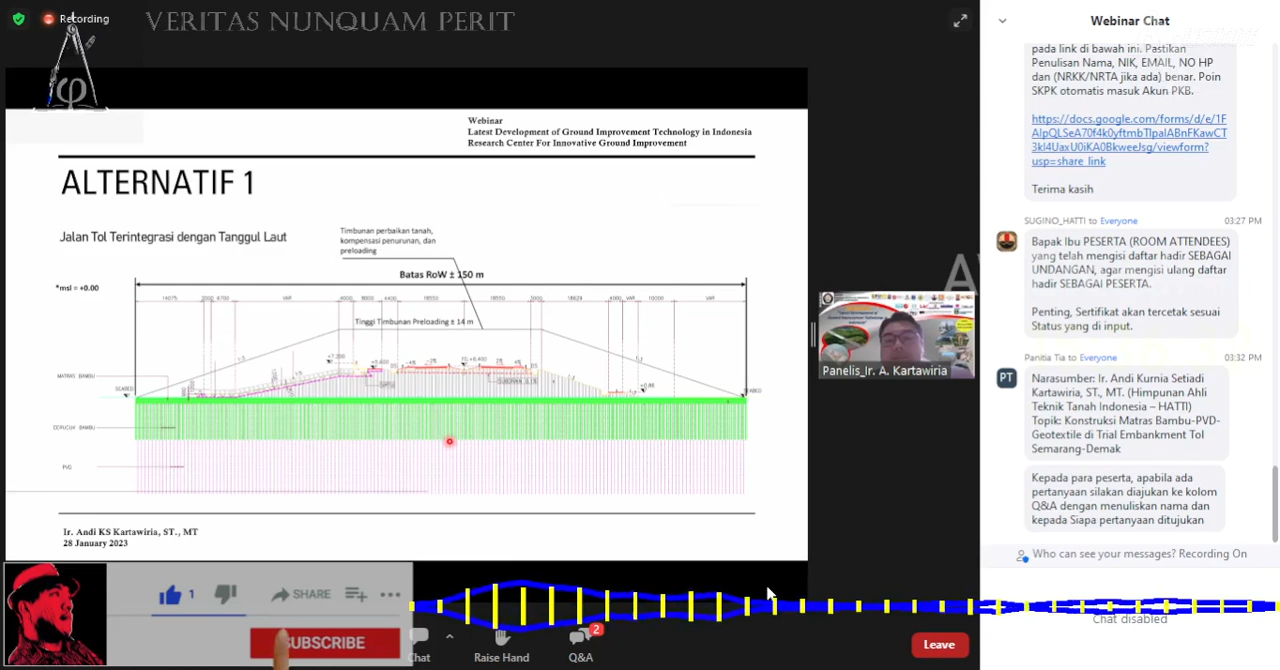 Recording
VERITAS NUNQUAM PERIT
Webinar
Latest Development of Ground Improvement Technology in Indonesia
Research Center For Innovative Ground Improvement
ALTERNATIF 1
Jalan Tol Terintegrasi dengan Tanggul Laut
Timbunan perbaikan tanah,
kompensasi penurunan, dan
preloading
Batas RoW ± 150 m
*msl = +0.00
14075
VAR
4000
18550
18550
10000
VAR
Tinggi Timbunan Preloading ± 14 m
MATRAS BAMBU
SEABED
PVD
Ir. Andi KS Kartawiria, ST., MT
28 January 2023
Panelis_Ir. A. Kartawiria
1
SHARE
SUBSCRIBE
Chat
Raise Hand
2
Q&A
Leave
Webinar Chat
pada link di bawah ini. Pastikan
Penulisan Nama, NIK, EMAIL, NO HP
dan (NRKK/NRTA jika ada) benar. Poin
SKPK otomatis masuk Akun PKB.
https://docs.google.com/forms/d/e/1F
AIpQLSeA70f4k0yftmbTIpalABnFKawCT
3kl4UaxU0iKA0BkweeJsg/viewform?
usp=share_link
Terima kasih
SUGINO_HATTI to Everyone
03:27 PM
Bapak Ibu PESERTA (ROOM ATTENDEES)
yang telah mengisi daftar hadir SEBAGAI
UNDANGAN, agar mengisi ulang daftar
hadir SEBAGAI PESERTA.
Penting, Sertifikat akan tercetak sesuai
Status yang di input.
Panitia Tia to Everyone
03:32 PM
PT
Narasumber: Ir. Andi Kurnia Setiadi
Kartawiria, ST., MT. (Himpunan Ahli
Teknik Tanah Indonesia – HATTI)
Topik: Konstruksi Matras Bambu-PVD-
Geotextile di Trial Embankment Tol
Semarang-Demak
Kepada para peserta, apabila ada
pertanyaan silakan diajukan ke kolom
Q&A dengan menuliskan nama dan
kepada Siapa pertanyaan ditujukan
Who can see your messages? Recording On
Chat disabled